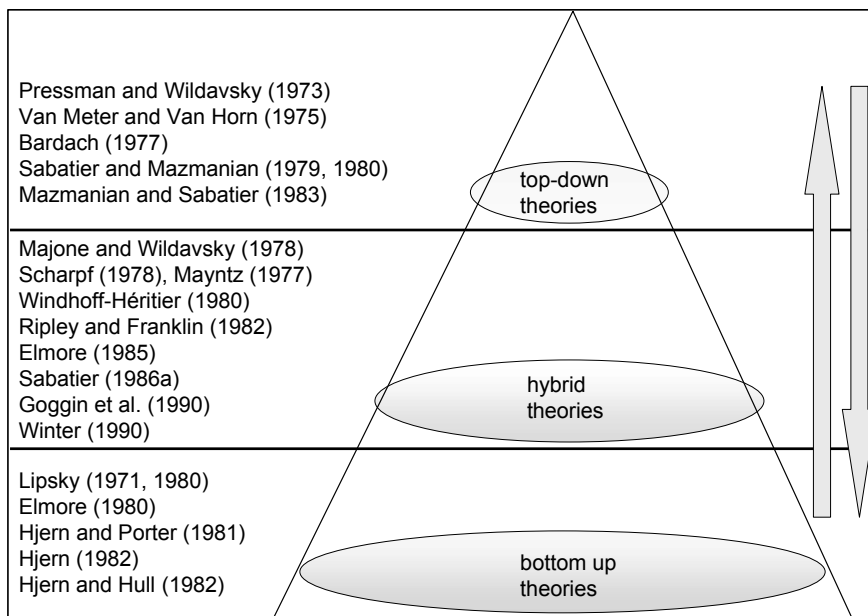 Pressman and Wildavsky (1973)
Van Meter and Van Horn (1975)
Bardach (1977)
Sabatier and Mazmanian (1979, 1980)
Mazmanian and Sabatier (1983)
top-down
theories
Majone and Wildavsky (1978)
Scharpf (1978), Mayntz (1977)
Windhoff-Héritier (1980)
Ripley and Franklin (1982)
Elmore (1985)
Sabatier (1986a)
Goggin et al. (1990)
Winter (1990)
hybrid
theories
Lipsky (1971, 1980)
Elmore (1980)
Hjern and Porter (1981)
Hjern (1982)
Hjern and Hull (1982)
bottom up
theories